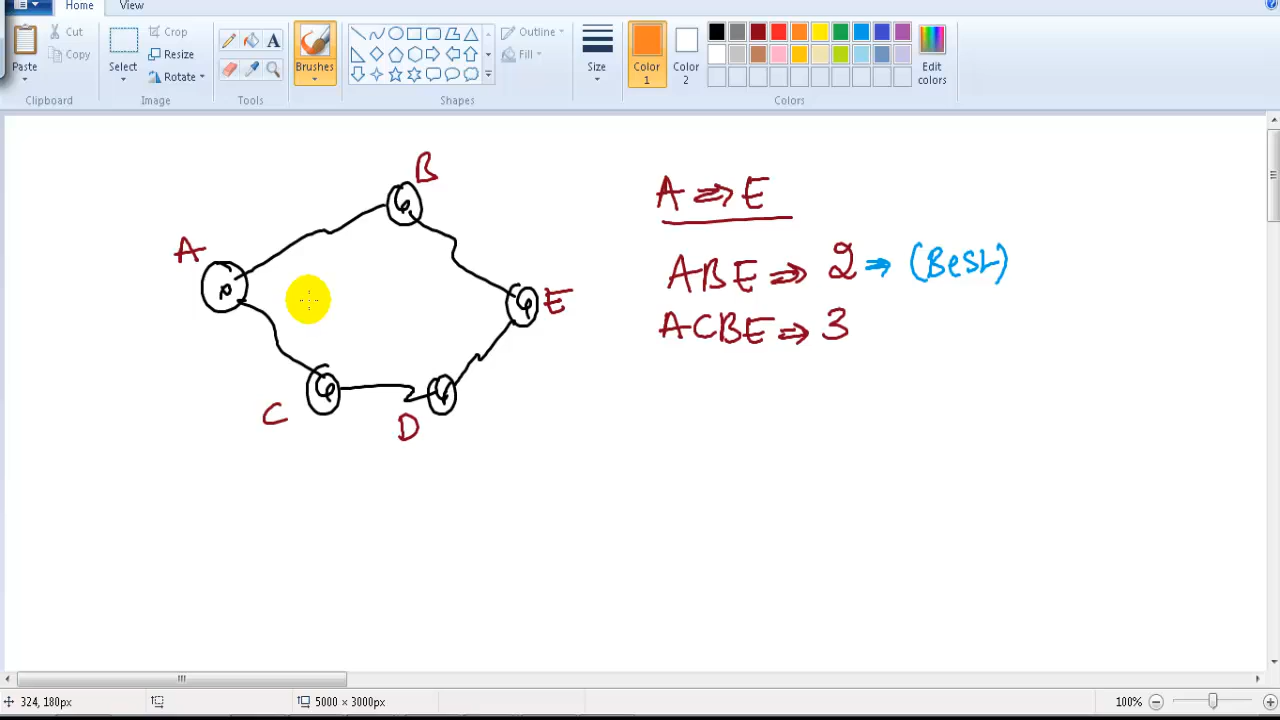 Home View
Cut
Copy
Paste
Clipboard
Select
Crop
Resize
Rotate
Image
A
Tools
Brushes
Shapes
Outline
Fill
Size
Color 1
Color 2
Edit colors
Colors
B
A
E
C
D
A ⇒ E
ABE ⇒ 2 ⇒ (BeSt)
ACBE ⇒ 3
324, 180px
5000 × 3000px
100%